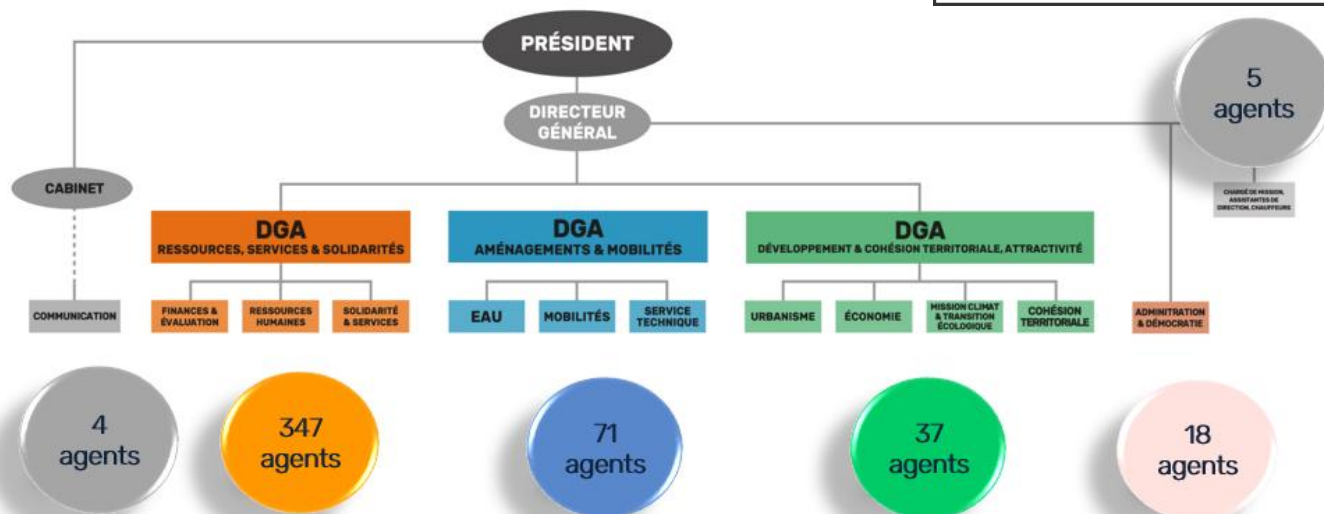 PRÉSIDENT
DIRECTEUR
GÉNÉRAL
5
agents
CABINET
CHARGÉ DE MISSION,
ASSISTANTES DE
DIRECTION, CHAUFFEURS
DGA
RESSOURCES, SERVICES & SOLIDARITÉS
DGA
AMÉNAGEMENTS & MOBILITÉS
DGA
DÉVELOPPEMENT & COHÉSION TERRITORIALE, ATTRACTIVITÉ
COMMUNICATION
FINANCES &
ÉVALUATION
RESSOURCES
HUMAINES
SOLIDARITÉ
& SERVICES
EAU
MOBILITÉS
SERVICE
TECHNIQUE
URBANISME
ÉCONOMIE
MISSION CLIMAT
& TRANSITION
ÉCOLOGIQUE
COHÉSION
TERRITORIALE
ADMINITRATION
& DÉMOCRATIE
4
agents
347
agents
71
agents
37
agents
18
agents